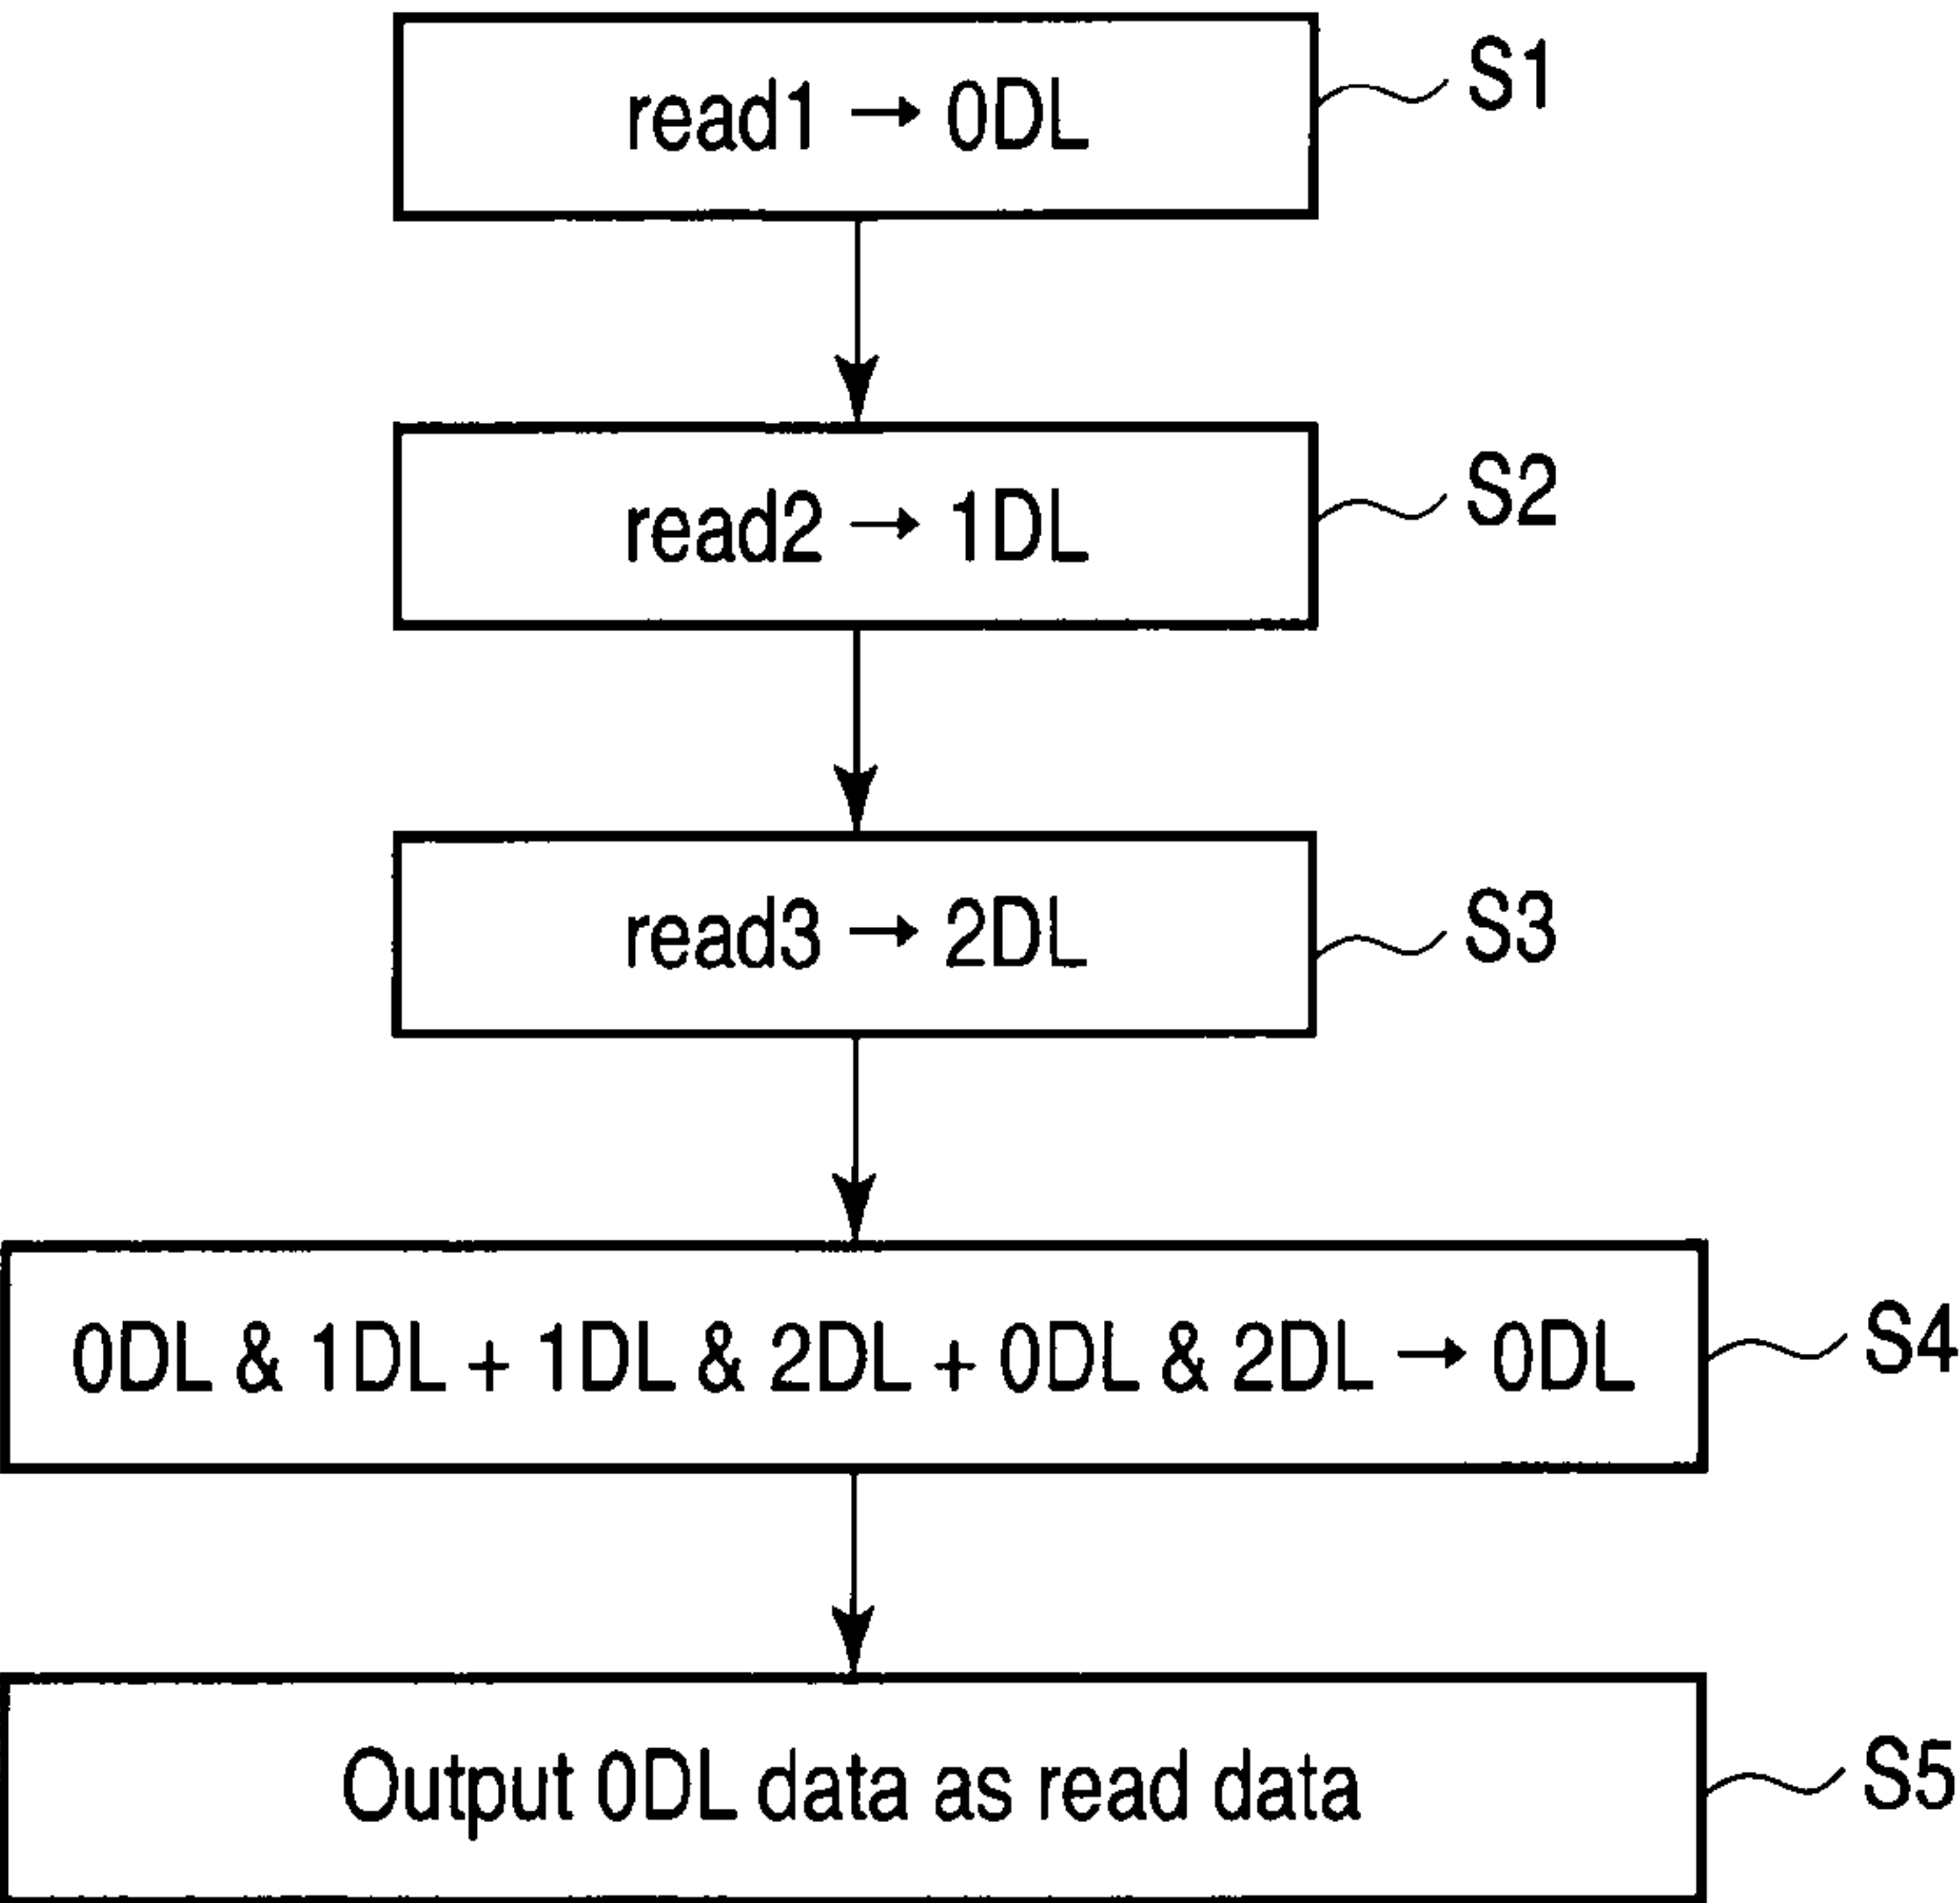 read1 → 0DL
S1
read2 → 1DL
S2
read3 → 2DL
S3
0DL & 1DL + 1DL & 2DL + 0DL & 2DL → 0DL
S4
Output 0DL data as read data
S5